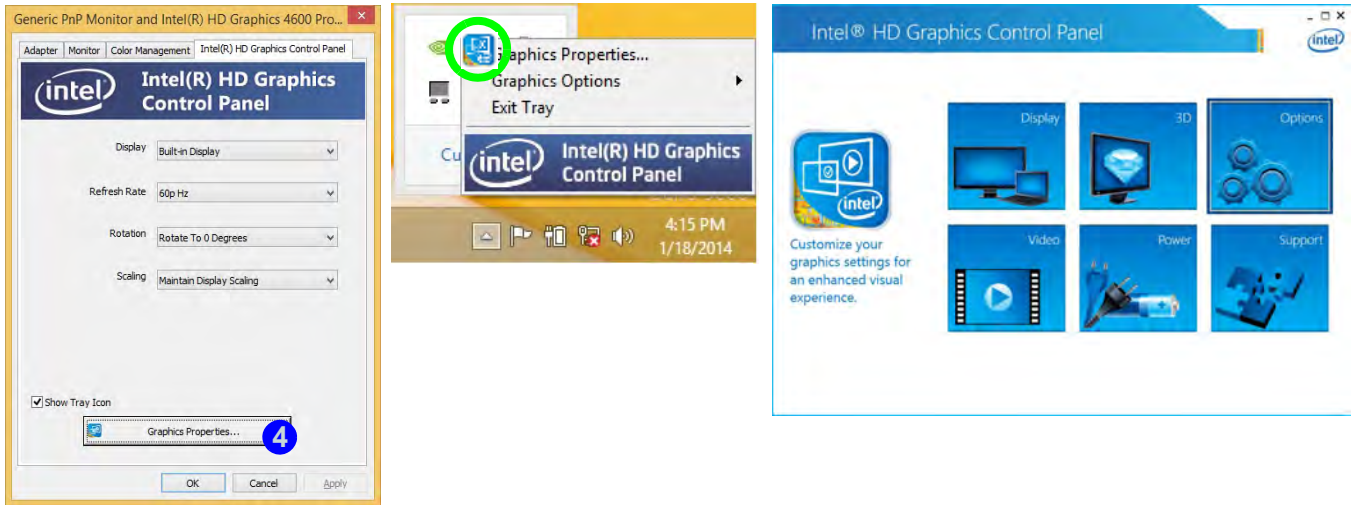 Generic PnP Monitor and Intel(R) HD Graphics 4600 Pro...
Adapter Monitor Color Management Intel(R) HD Graphics Control Panel
intel Intel(R) HD Graphics
Control Panel
Display Built-in Display
Refresh Rate 60p Hz
Rotation Rotate To 0 Degrees
Scaling Maintain Display Scaling
Show Tray Icon
Graphics Properties... 4
OK Cancel Apply
Graphics Properties...
Graphics Options
Exit Tray
Cu
intel Intel(R) HD Graphics
Control Panel
4:15 PM
1/18/2014
Intel® HD Graphics Control Panel
intel
Display 3D Options
intel
Customize your
graphics settings for
an enhanced visual
experience.
Video Power Support